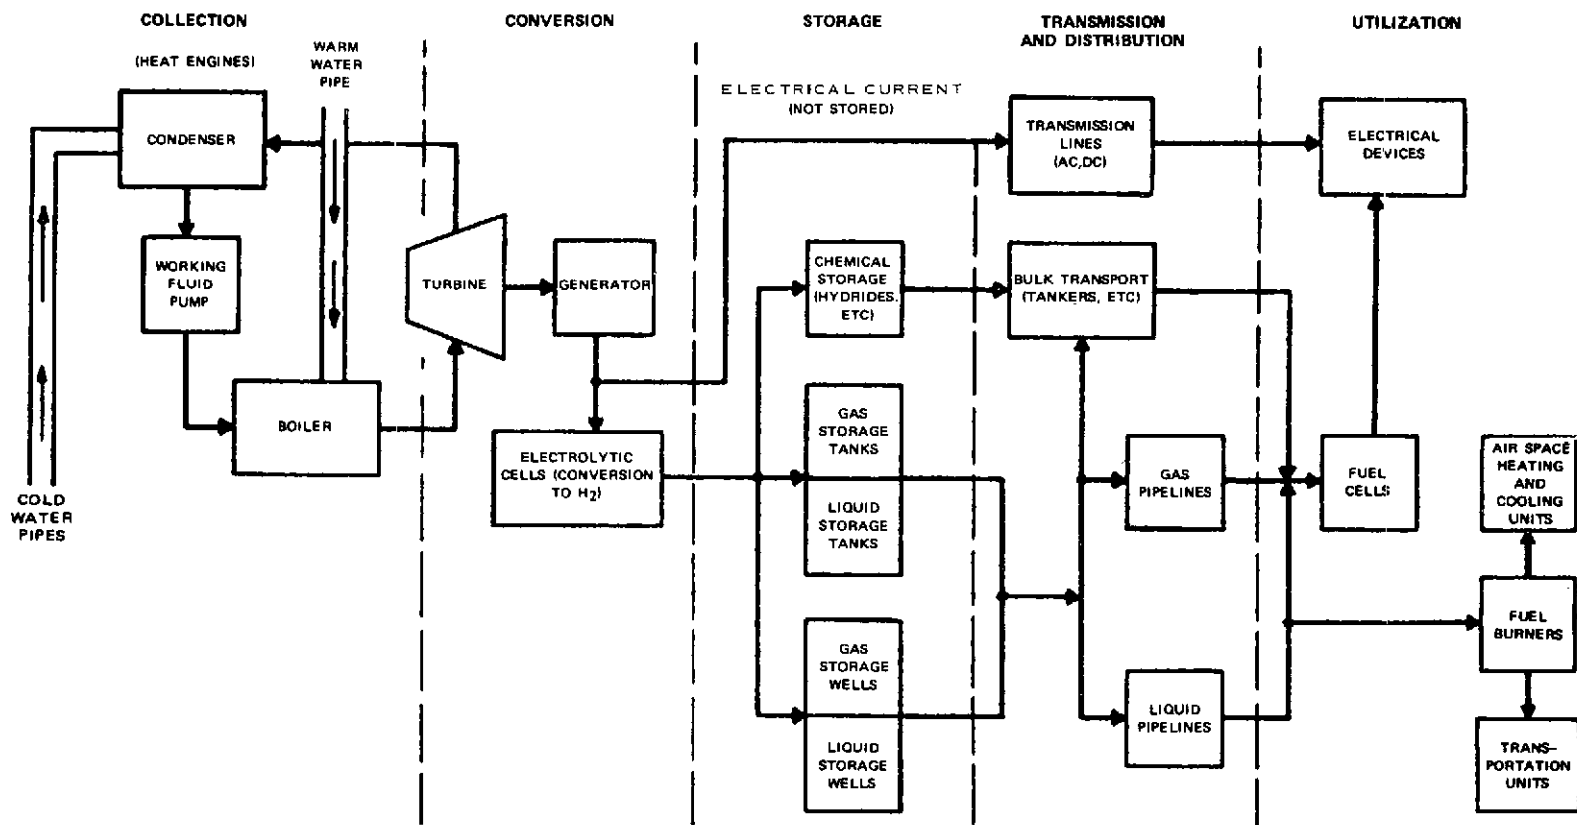 COLLECTION
CONVERSION
STORAGE
TRANSMISSION
AND DISTRIBUTION
UTILIZATION
(HEAT ENGINES)
WARM
WATER
PIPE
CONDENSER
WORKING
FLUID
PUMP
BOILER
COLD
WATER
PIPES
TURBINE
GENERATOR
ELECTROLYTIC
CELLS (CONVERSION
TO H2)
ELECTRICAL CURRENT
(NOT STORED)
CHEMICAL
STORAGE
(HYDRIDES,
ETC)
GAS
STORAGE
TANKS
LIQUID
STORAGE
TANKS
GAS
STORAGE
WELLS
LIQUID
STORAGE
WELLS
TRANSMISSION
LINES
(AC,DC)
BULK TRANSPORT
(TANKERS, ETC)
GAS
PIPELINES
LIQUID
PIPELINES
ELECTRICAL
DEVICES
FUEL
CELLS
AIR SPACE
HEATING
AND
COOLING
UNITS
FUEL
BURNERS
TRANS-
PORTATION
UNITS